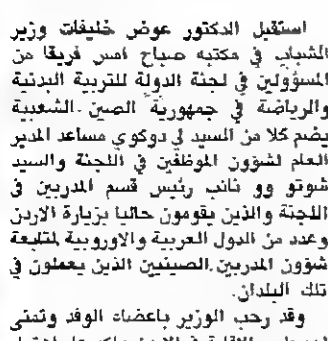 استقبل الدكتور عوض خليفات وزير
الشباب في مكتبه صباح امس فريقا من
المسؤولين في لجنة الدولة للتربية البدنية
والرياضة في جمهورية الصين الشعبية
يضم كلا من السيد لي دوكوي مساعد المدير
العام لشؤون الموظفين في اللجنة والسيد
شوتو وو نائب رئيس قسم المدربين في
اللجنة والذين يقومون حاليا بزيارة الاردن
وعدد من الدول العربية والاوروبية لمتابعة
شؤون المدربين الصينيين الذين يعملون في
تلك البلدان.
وقد رحب الوزير باعضاء الوفد وتمنى